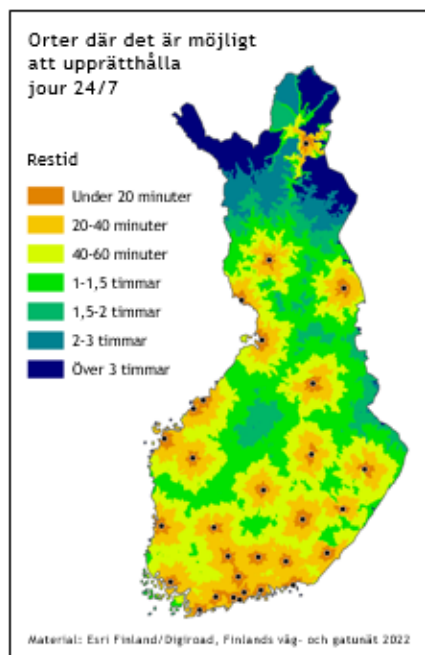 Orter där det är möjligt
att upprätthålla
jour 24/7
Restid
Under 20 minuter
20-40 minuter
40-60 minuter
1-1,5 timmar
1,5-2 timmar
2-3 timmar
Över 3 timmar
Material: Esri Finland/Digiroad, Finlands väg- och gatunät 2022